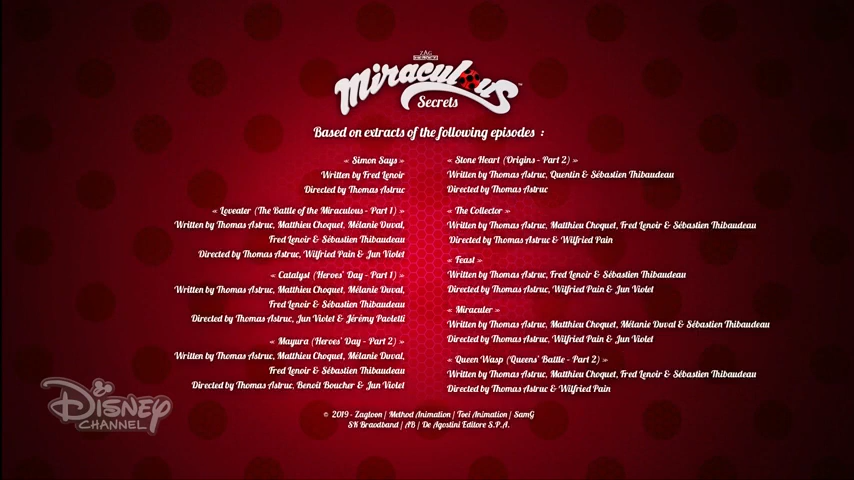 ZAG
Miraculous™
Secrets
Based on extracts of the following episodes :
« Simon Says »
Written by Fred Lenoir
Directed by Thomas Astruc
« Loveater (The Battle of the Miraculous - Part 1) »
Written by Thomas Astruc, Matthieu Choquet, Mélanie Duval,
Fred Lenoir & Sébastien Thibaudeau
Directed by Thomas Astruc, Wilfried Pain & Jun Violet
« Catalyst (Heroes' Day - Part 1) »
Written by Thomas Astruc, Matthieu Choquet, Mélanie Duval,
Fred Lenoir & Sébastien Thibaudeau
Directed by Thomas Astruc, Jun Violet & Jérémy Paoletti
« Mayura (Heroes' Day - Part 2) »
Written by Thomas Astruc, Matthieu Choquet, Mélanie Duval,
Fred Lenoir & Sébastien Thibaudeau
Directed by Thomas Astruc, Benoit Boucher & Jun Violet
« Stone Heart (Origins - Part 2) »
Written by Thomas Astruc, Quentin & Sébastien Thibaudeau
Directed by Thomas Astruc
« The Collector »
Written by Thomas Astruc, Matthieu Choquet, Fred Lenoir & Sébastien Thibaudeau
Directed by Thomas Astruc & Wilfried Pain
« Feast »
Written by Thomas Astruc, Fred Lenoir & Sébastien Thibaudeau
Directed by Thomas Astruc, Wilfried Pain & Jun Violet
« Miraculer »
Written by Thomas Astruc, Matthieu Choquet, Mélanie Duval & Sébastien Thibaudeau
Directed by Thomas Astruc, Wilfried Pain & Jun Violet
« Queen Wasp (Queens' Battle - Part 2) »
Written by Thomas Astruc, Matthieu Choquet, Fred Lenoir & Sébastien Thibaudeau
Directed by Thomas Astruc & Wilfried Pain
© 2019 - Zagtoon / Method Animation / Toei Animation / SamG
SK Braodband / AB / De Agostini Editore S.P.A.
Disney
CHANNEL